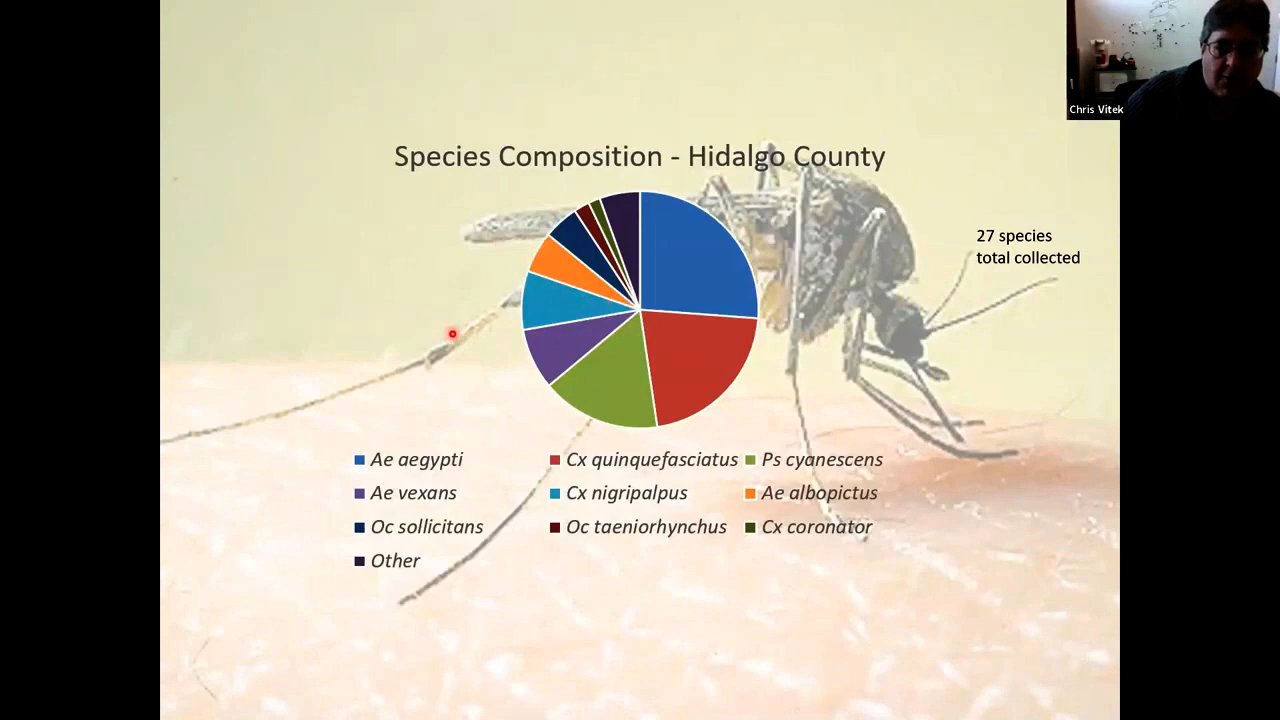 Chris Vitek
Species Composition - Hidalgo County
27 species
total collected
Ae aegypti
Cx quinquefasciatus
Ps cyanescens
Ae vexans
Cx nigripalpus
Ae albopictus
Oc sollicitans
Oc taeniorhynchus
Cx coronator
Other